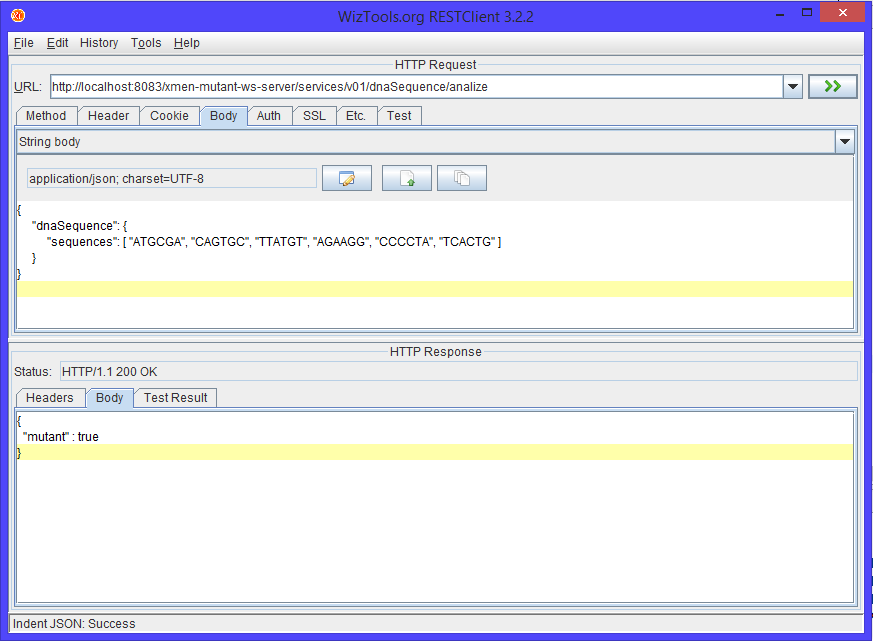 WizTools.org RESTClient 3.2.2
File Edit History Tools Help
HTTP Request
URL: http://localhost:8083/xmen-mutant-ws-server/services/v01/dnaSequence/analize
Method Header Cookie Body Auth SSL Etc. Test
String body
application/json; charset=UTF-8
{
"dnaSequence": {
"sequences": [ "ATGCGA", "CAGTGC", "TTATGT", "AGAAGG", "CCCCTA", "TCACTG" ]
}
}
HTTP Response
Status: HTTP/1.1 200 OK
Headers Body Test Result
{
"mutant" : true
}
Indent JSON: Success